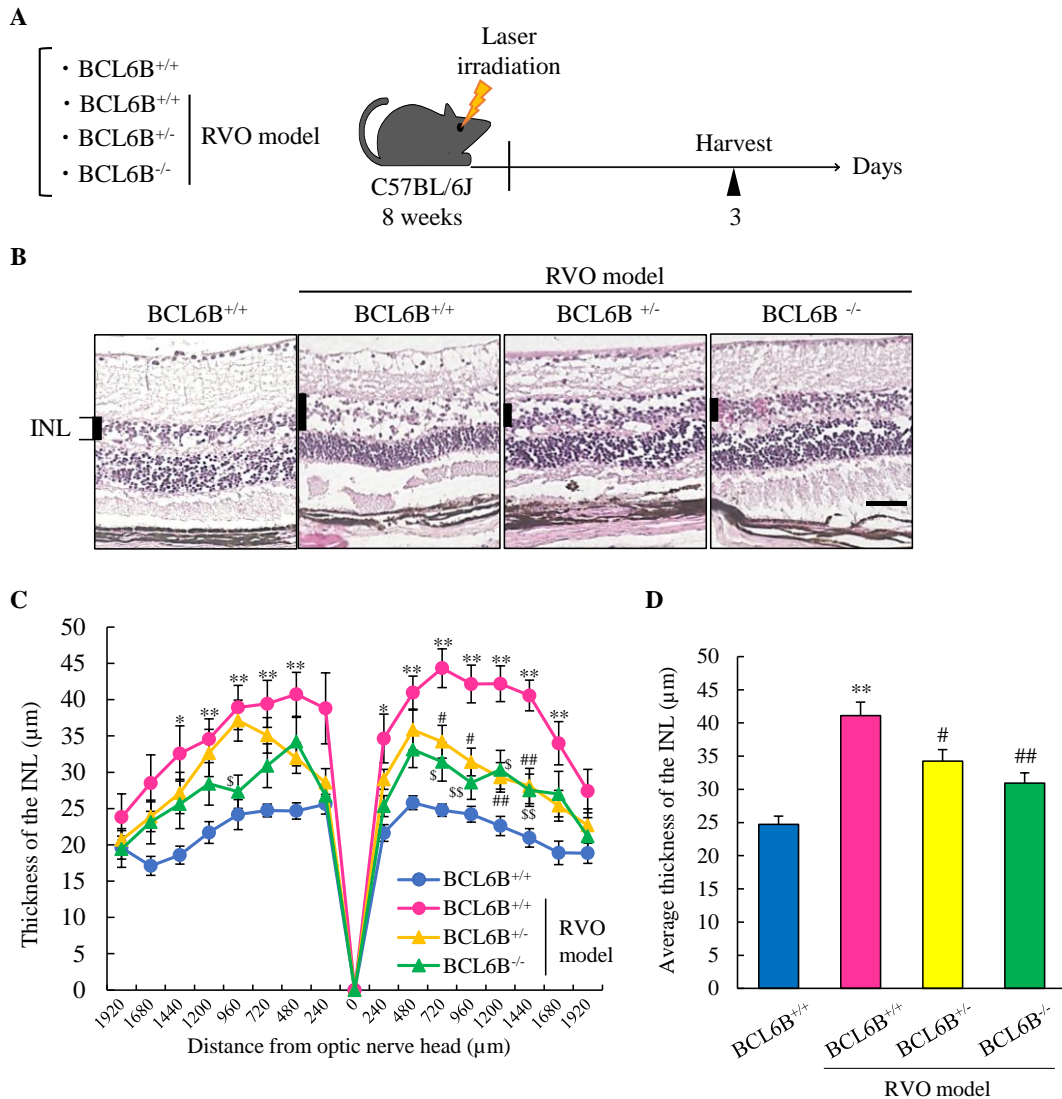 A
・BCL6B+/+
・BCL6B+/+
・BCL6B+/-
・BCL6B-/-
RVO model
Laser
irradiation
C57BL/6J
8 weeks
Harvest
3
Days
B
RVO model
BCL6B+/+
BCL6B+/+
BCL6B +/-
BCL6B -/-
INL
C
Thickness of the INL (µm)
50
45
40
35
30
25
20
15
10
5
0
* ** ** ** ** * ** ** ** ** ** **
$ # $ # $$ $ ## ## $$
BCL6B+/+
BCL6B+/+
BCL6B+/-
BCL6B-/-
RVO
model
1920 1680 1440 1200 960 720 480 240 0 240 480 720 960 1200 1440 1680 1920
Distance from optic nerve head (µm)
D
Average thickness of the INL (µm)
50
45
40
35
30
25
20
15
10
5
0
**
#
##
BCL6B+/+
BCL6B+/+
BCL6B+/-
BCL6B-/-
RVO model